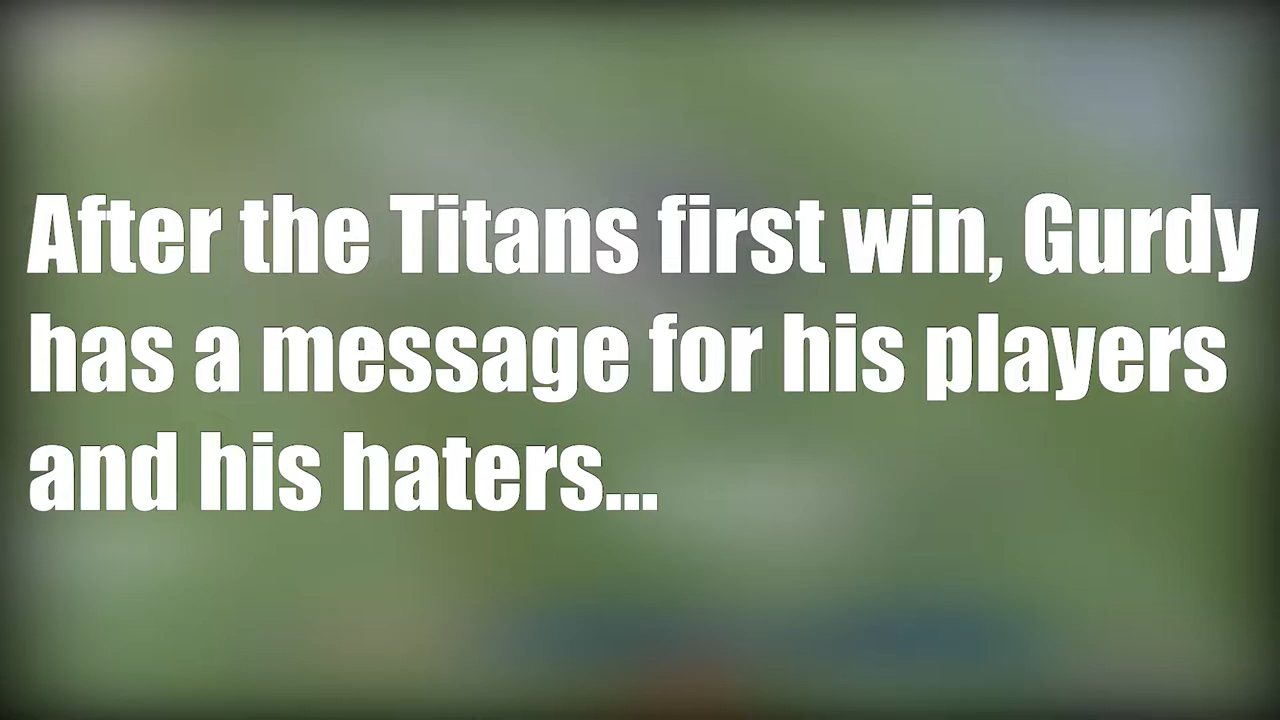 After the Titans first win, Gurdy
has a message for his players
and his haters...